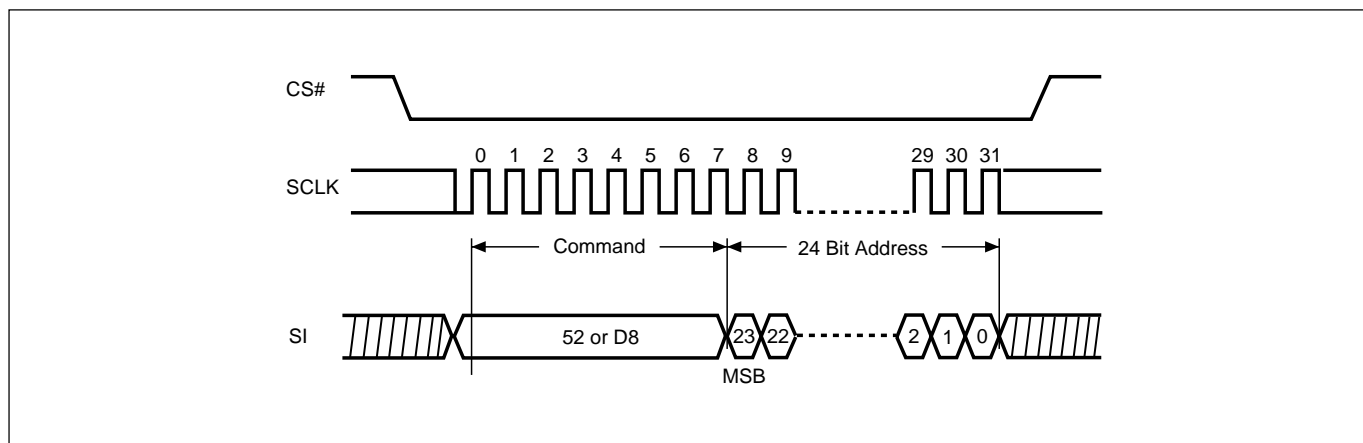 CS#
0 1 2 3 4 5 6 7 8 9 29 30 31
SCLK
Command 24 Bit Address
SI 52 or D8 23 22 2 1 0
MSB